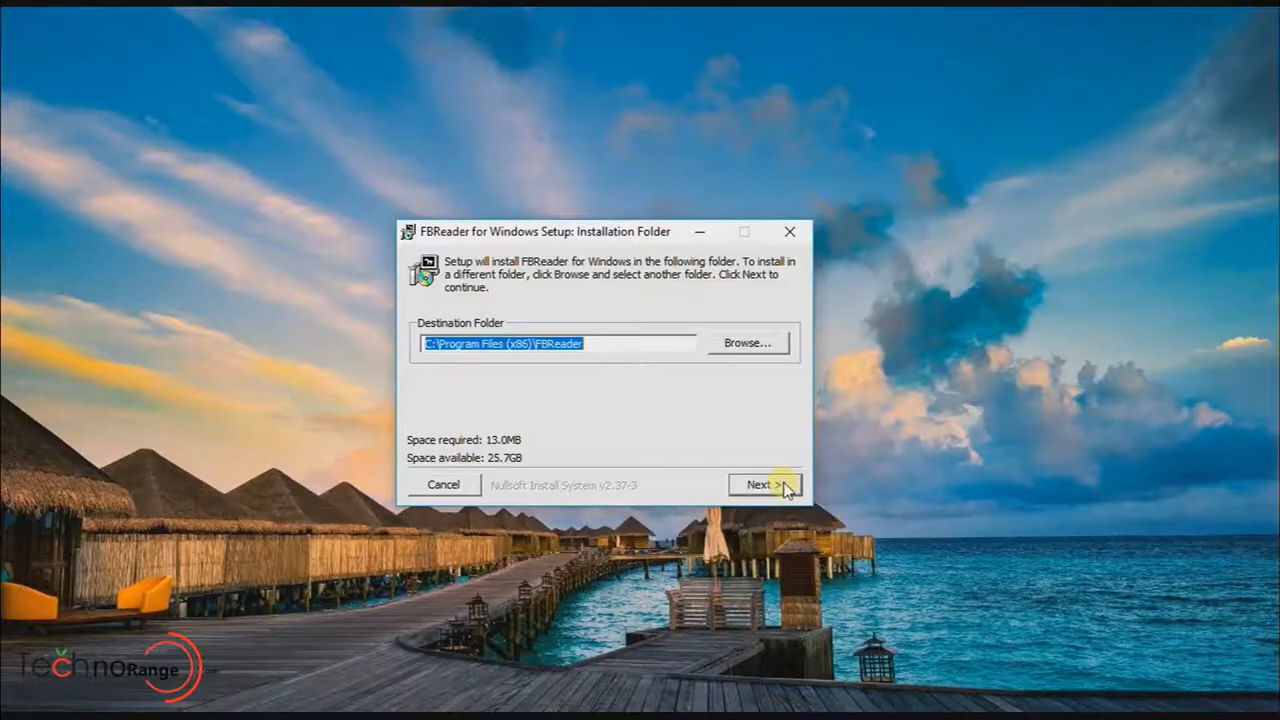 FBReader for Windows Setup: Installation Folder
Setup will install FBReader for Windows in the following folder. To install in
a different folder, click Browse and select another folder. Click Next to
continue.
Destination Folder
C:\Program Files (x86)\FBReader
Browse...
Space required: 13.0MB
Space available: 25.7GB
Cancel
Nullsoft Install System v2.37-3
Next >
TechnoRange